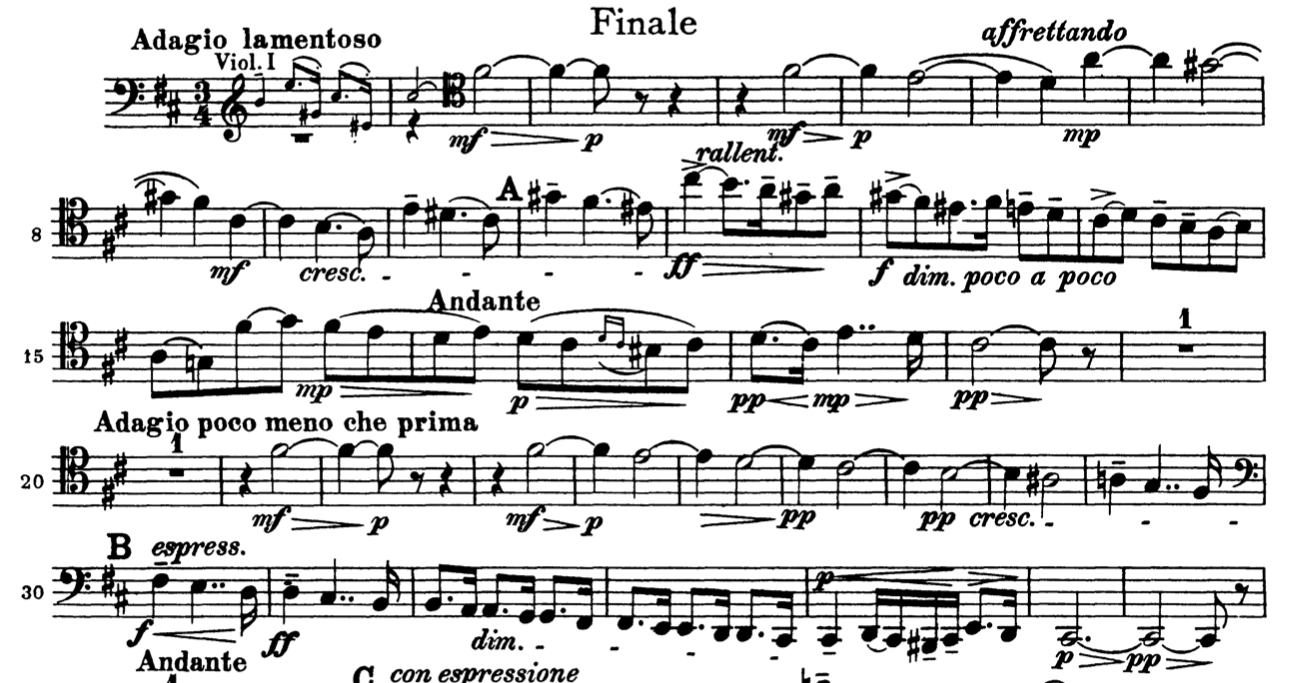 Finale
Adagio lamentoso
affrettando
Viol. I
3
4
mf p mf p mp
rallent.
A
8
mf cresc. - - - - ff f dim. poco a poco
Andante
15
1
mp p pp mp pp
Adagio poco meno che prima
1
20
mf p mf p pp pp cresc. - - -
B espress.
30
p
f ff dim. - - - - p pp
Andante
C con espressione